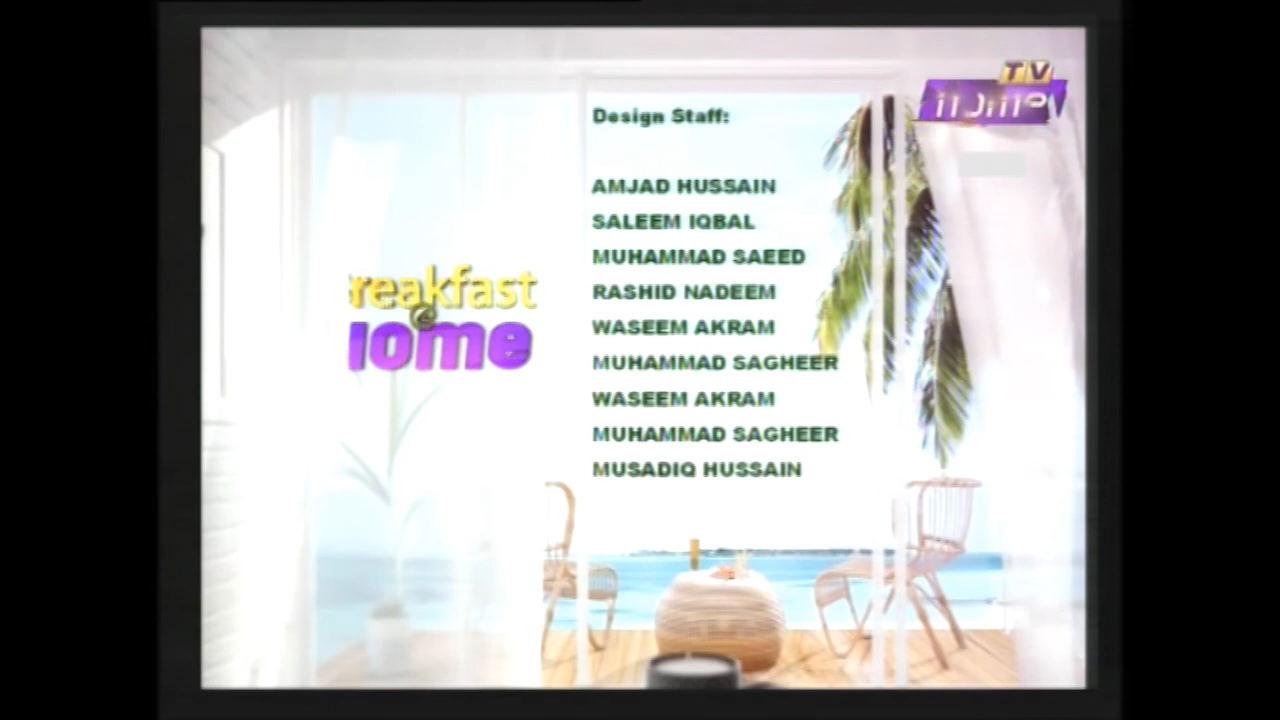 TV
Design Staff:
AMJAD HUSSAIN
SALEEM IQBAL
MUHAMMAD SAEED
RASHID NADEEM
WASEEM AKRAM
MUHAMMAD SAGHEER
WASEEM AKRAM
MUHAMMAD SAGHEER
MUSADIQ HUSSAIN
reakfast
@